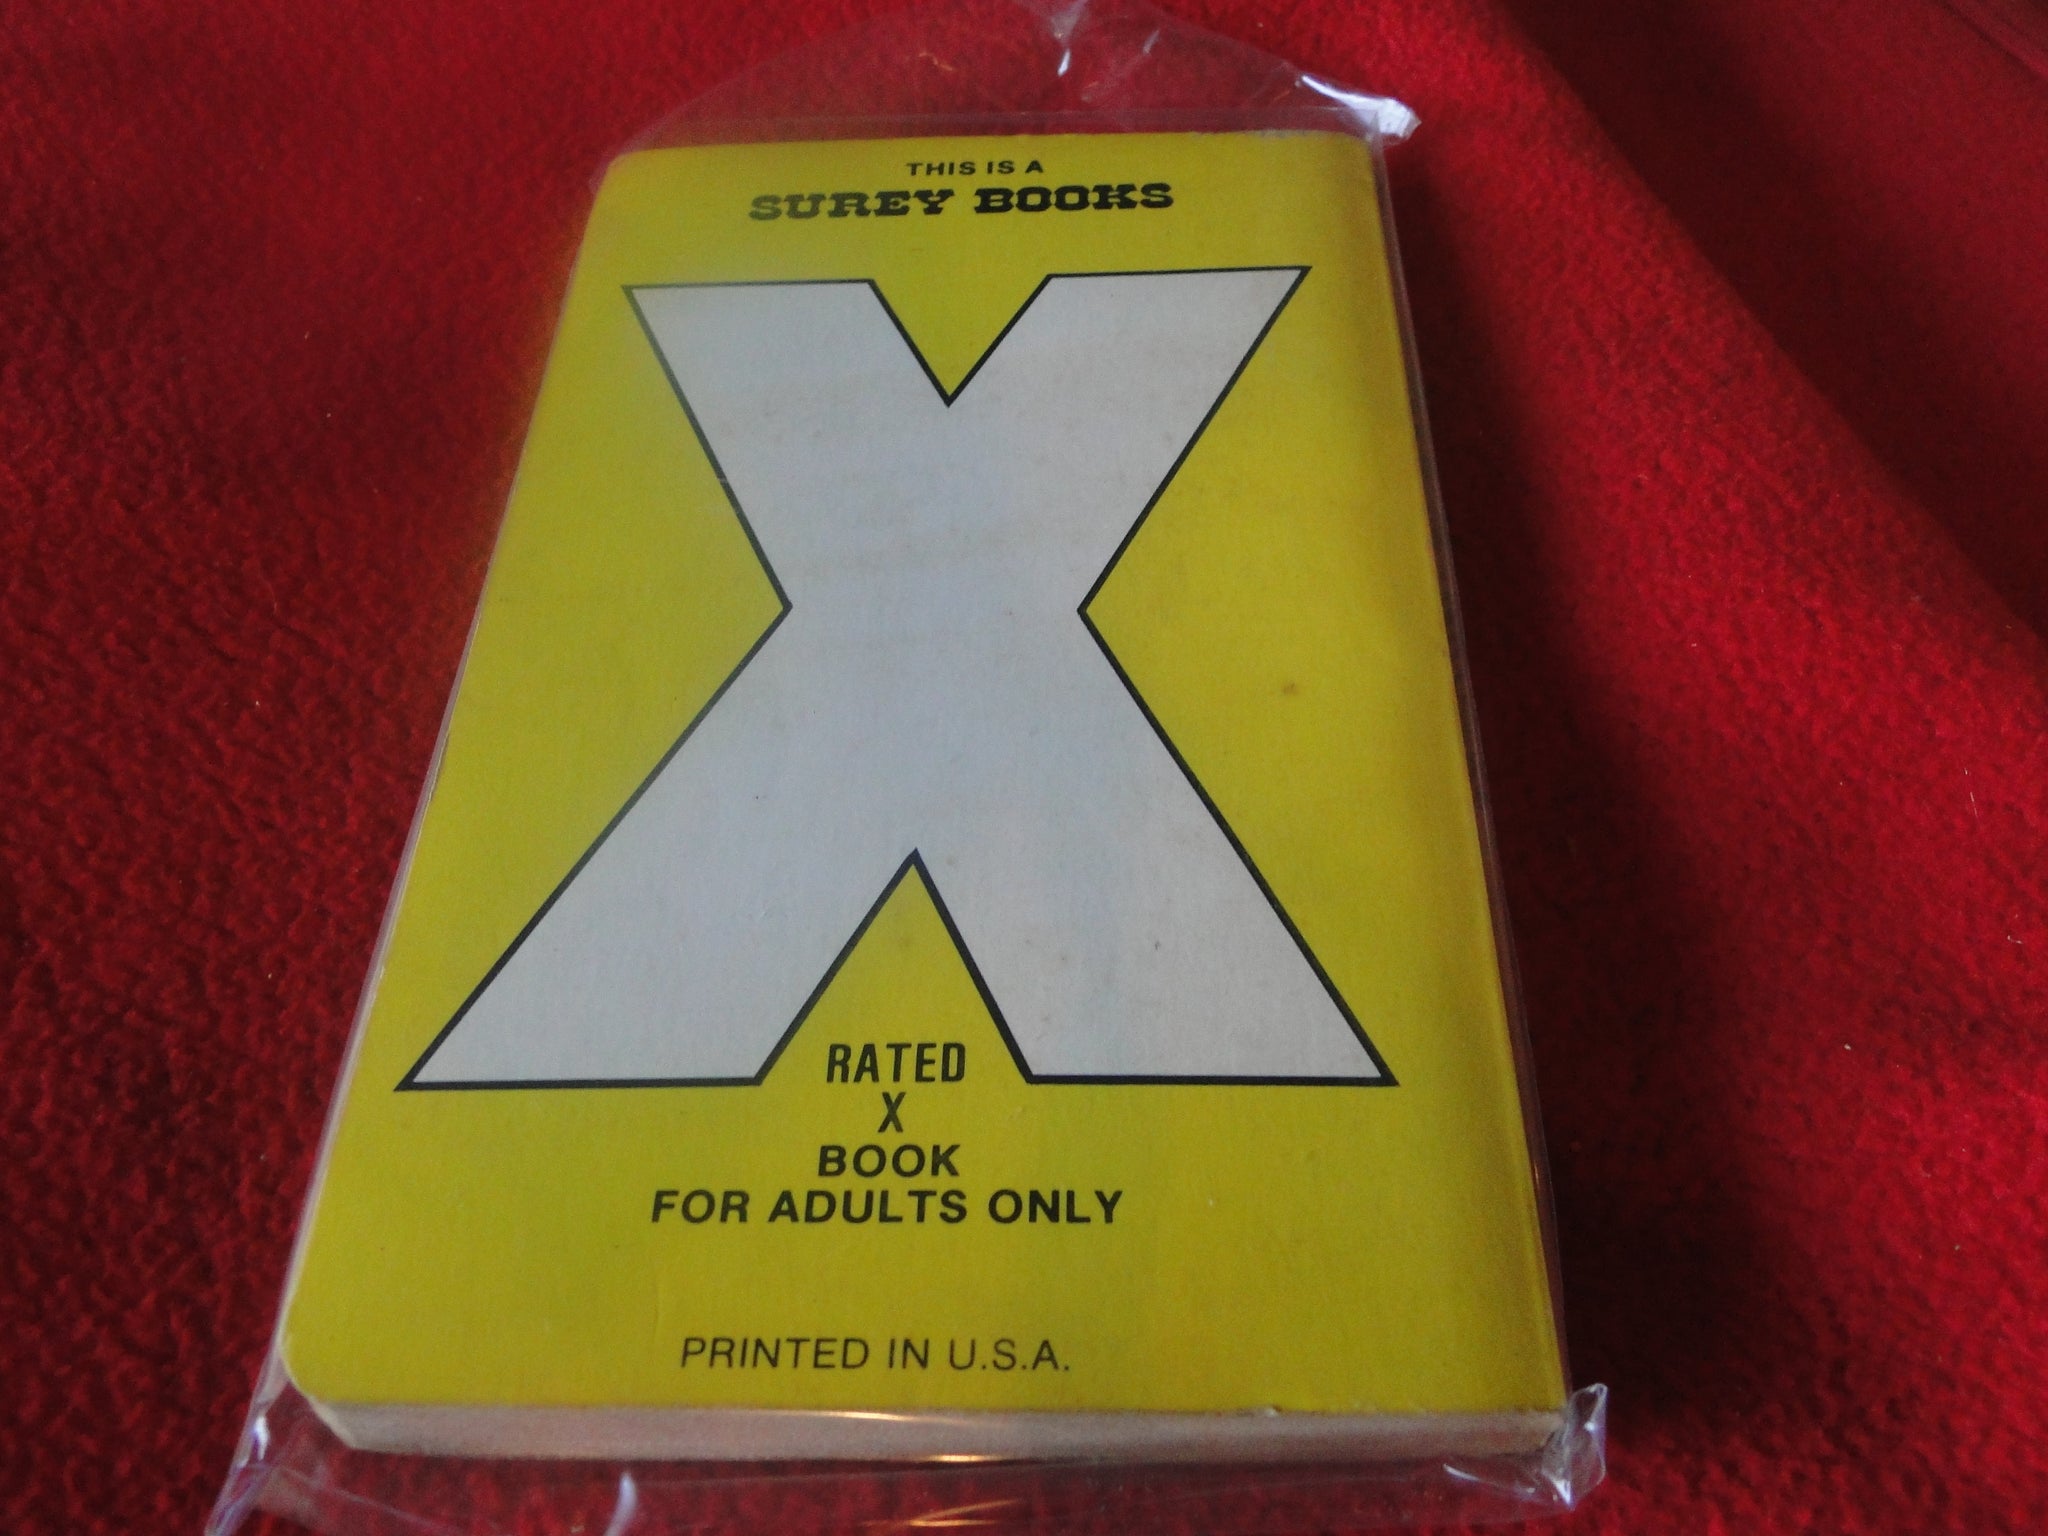 THIS IS A
SUREY BOOKS
X
RATED
X
BOOK
FOR ADULTS ONLY
PRINTED IN U.S.A.